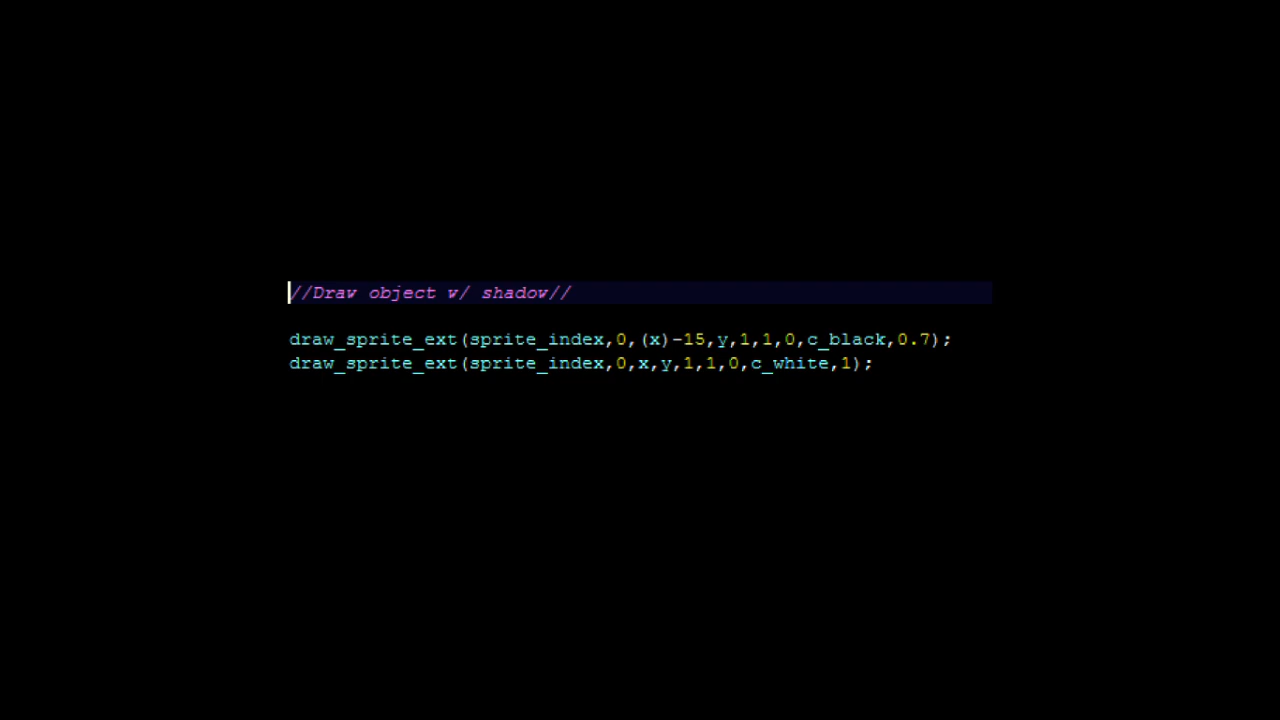 //Draw object w/ shadow//
draw_sprite_ext(sprite_index,0,(x)-15,y,1,1,0,c_black,0.7);
draw_sprite_ext(sprite_index,0,x,y,1,1,0,c_white,1);